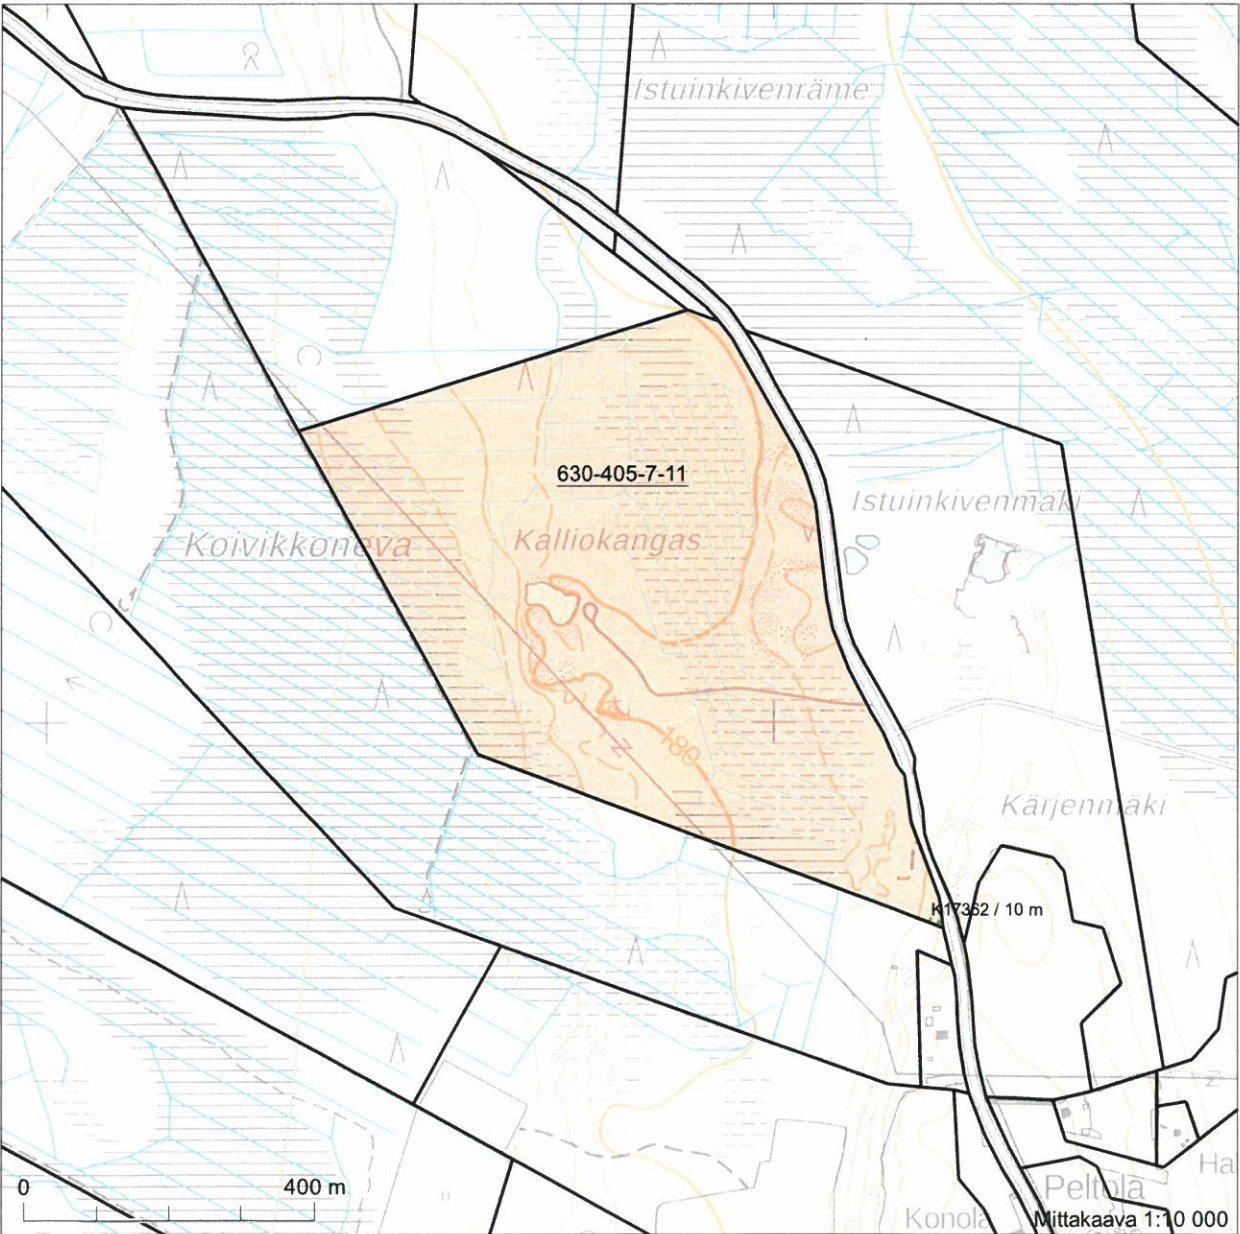 Istuinkivenräme
630-405-7-11
Istuinkivenmäki
Koivikkoneva
Kalliokangas
180
Kärjenmäki
K17362 / 10 m
Ha
0 400 m
Peltola
Konola
Mittakaava 1:10 000